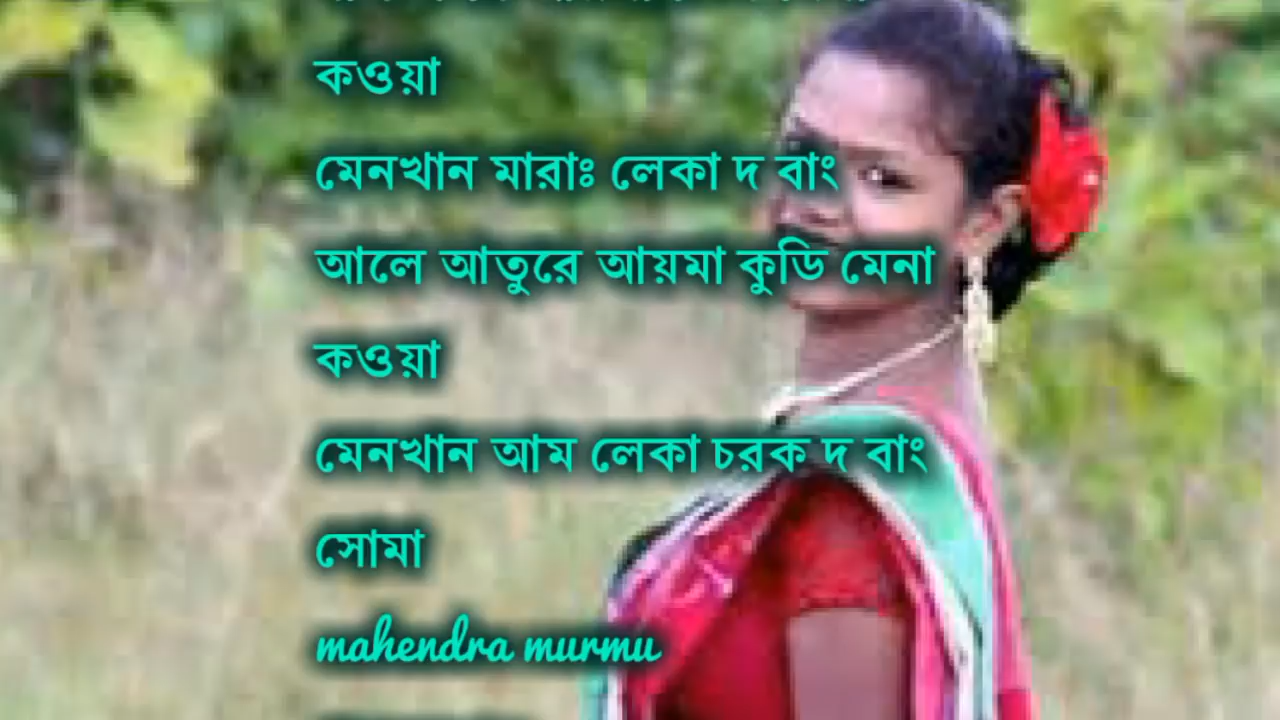 কওয়া
মেনখান মারাঃ লেকা দ বাং
আলে আতুরে আয়মা কুডি মেনা
কওয়া
মেনখান আম লেকা চরক দ বাং
সোমা
mahendra murmu